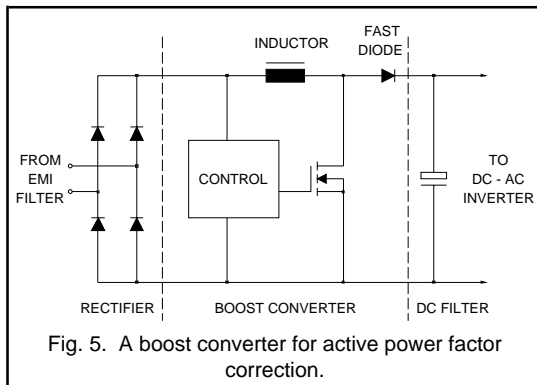 FAST
DIODE
INDUCTOR
FROM
EMI
FILTER
CONTROL
TO
DC - AC
INVERTER
RECTIFIER
BOOST CONVERTER
DC FILTER
Fig. 5. A boost converter for active power factor
correction.